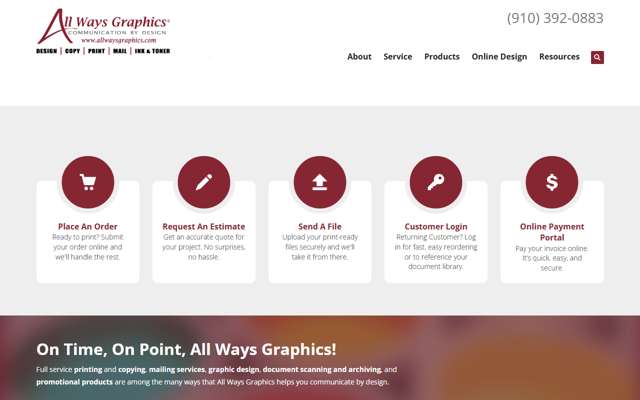 All Ways Graphics®
COMMUNICATION BY DESIGN
www.allwaysgraphics.com
DESIGN | COPY | PRINT | MAIL | INK & TONER
(910) 392-0883
About Service Products Online Design Resources
Place An Order
Ready to print? Submit
your order online and
we'll handle the rest.
Request An Estimate
Get an accurate quote for
your project. No surprises,
no hassle.
Send A File
Upload your print-ready
files securely and we'll
take it from there.
Customer Login
Returning Customer? Log
in for fast, easy reordering
or to reference your
document library.
Online Payment
Portal
Pay your invoice online.
It's quick, easy, and
secure.
On Time, On Point, All Ways Graphics!
Full service printing and copying, mailing services, graphic design, document scanning and archiving, and
promotional products are among the many ways that All Ways Graphics helps you communicate by design.